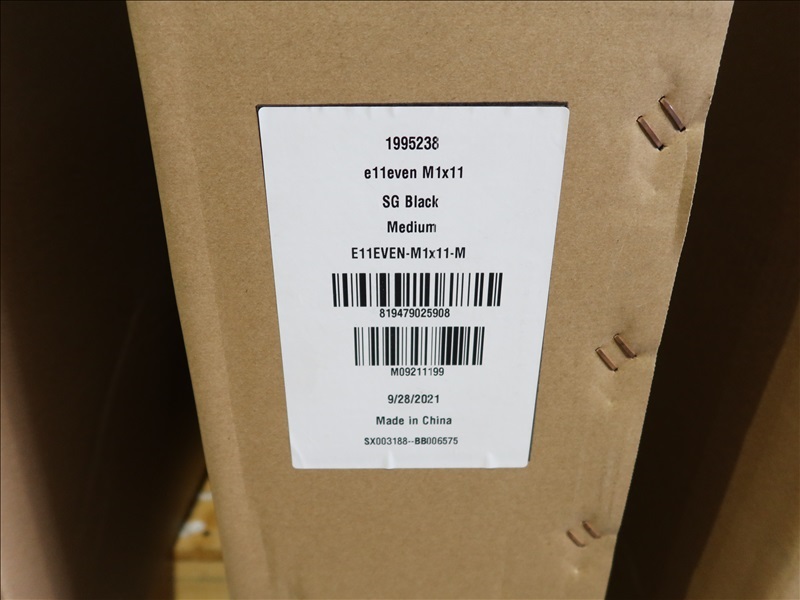 1995238
e11even M1x11
SG Black
Medium
E11EVEN-M1x11-M
819479025908
M09211199
9/28/2021
Made in China
SX003188--BB006575